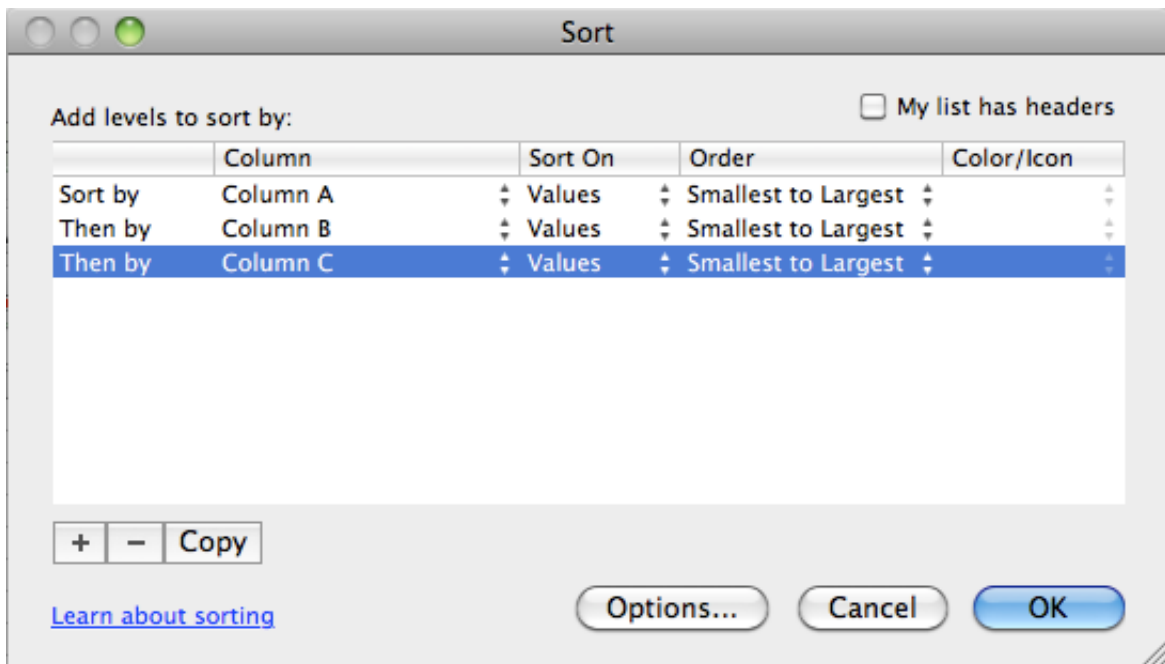 Sort
Add levels to sort by:
My list has headers
Column Sort On Order Color/Icon
Sort by Column A Values Smallest to Largest
Then by Column B Values Smallest to Largest
Then by Column C Values Smallest to Largest
+ − Copy
Learn about sorting
Options... Cancel OK